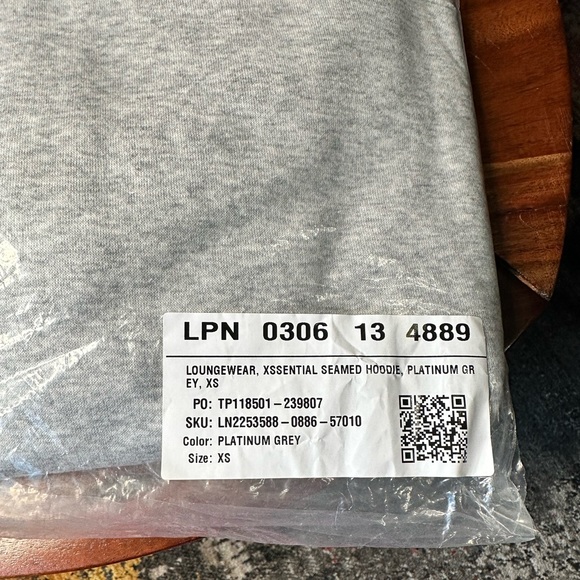 LPN 0306 13 4889
LOUNGEWEAR, XSSENTIAL SEAMED HOODIE, PLATINUM GR
EY, XS
PO: TP118501-239807
SKU: LN2253588-0886-57010
Color: PLATINUM GREY
Size: XS